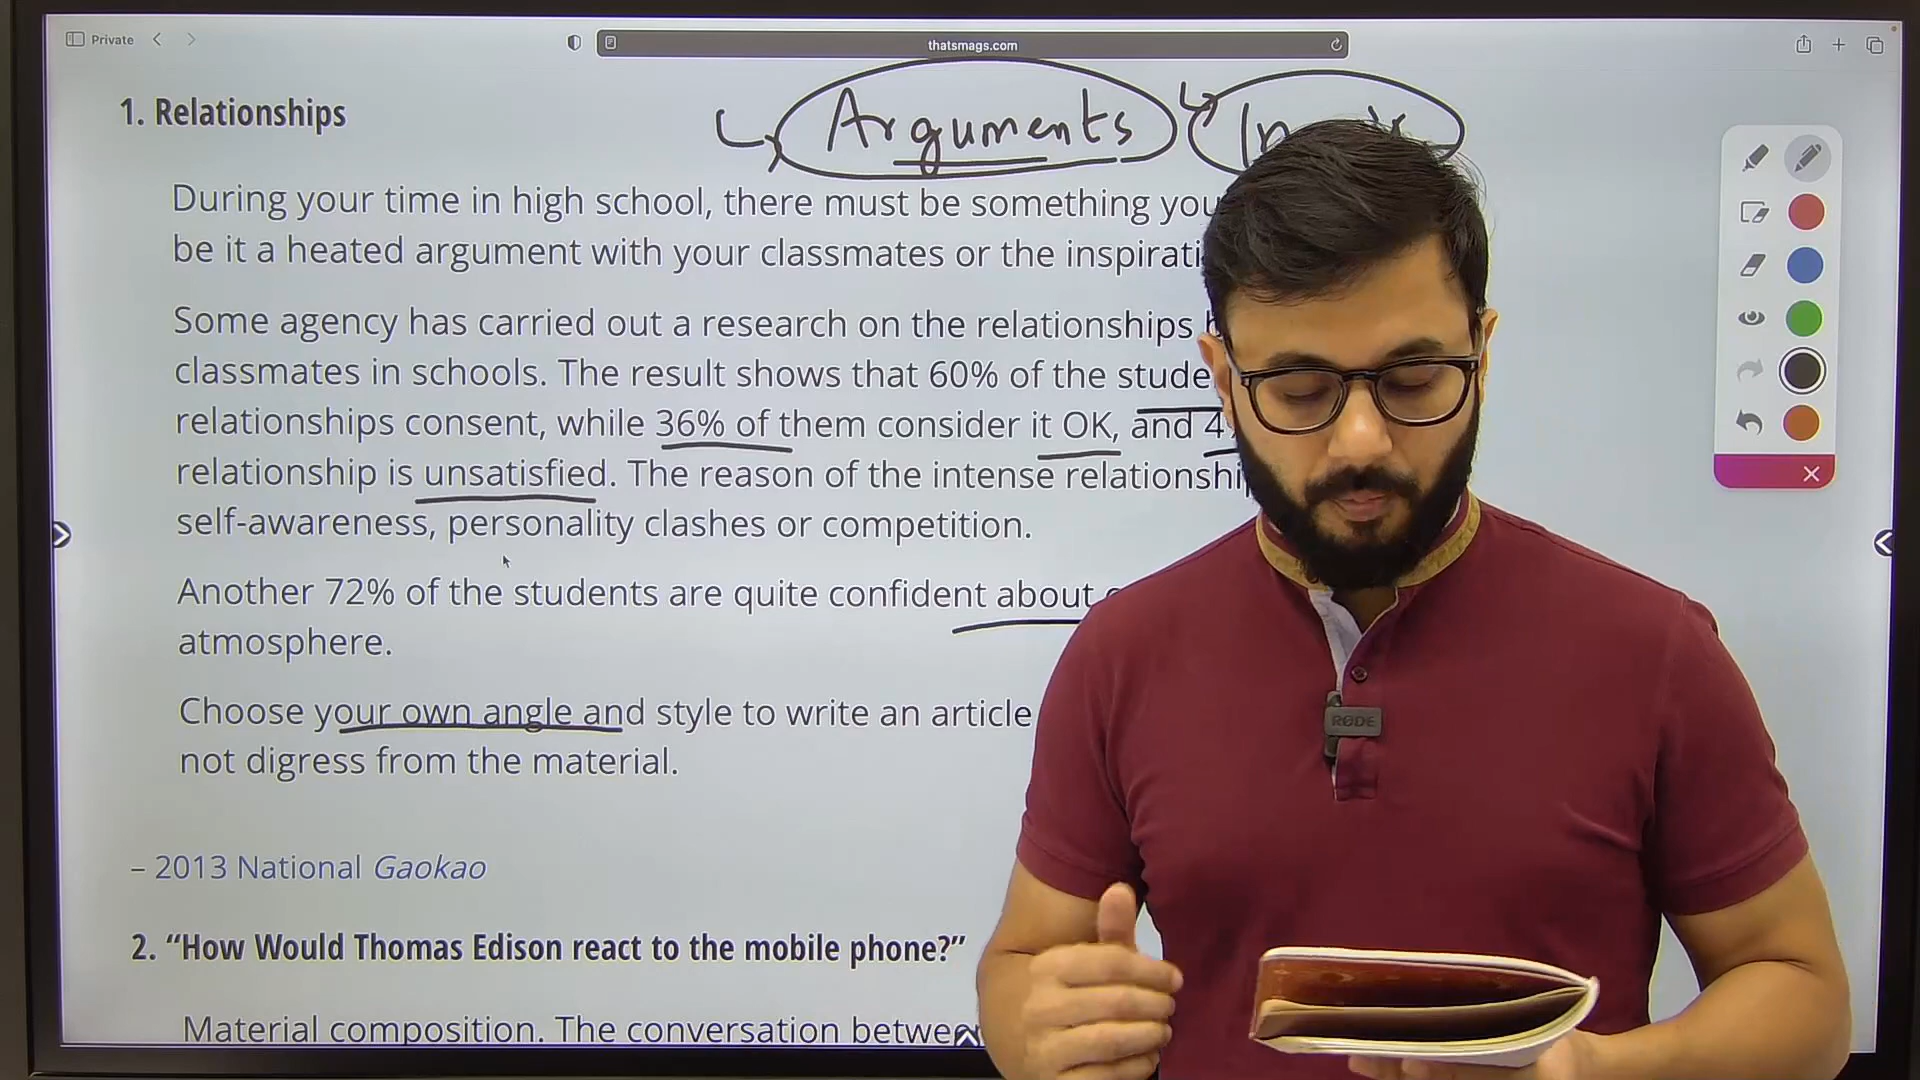 Private
thatsmags.com
1. Relationships
Arguments
During your time in high school, there must be something you
be it a heated argument with your classmates or the
Some agency has carried out a research on the relationships
classmates in schools. The result shows that 60% of the
relationships consent, while 36% of them consider it OK, and
relationship is unsatisfied. The reason of the intense
self-awareness, personality clashes or competition.
Another 72% of the students are quite confident about
atmosphere.
Choose your own angle and style to write an article
not digress from the material.
– 2013 National Gaokao
2. “How Would Thomas Edison react to the mobile phone?”
Material composition. The conversation
RØDE